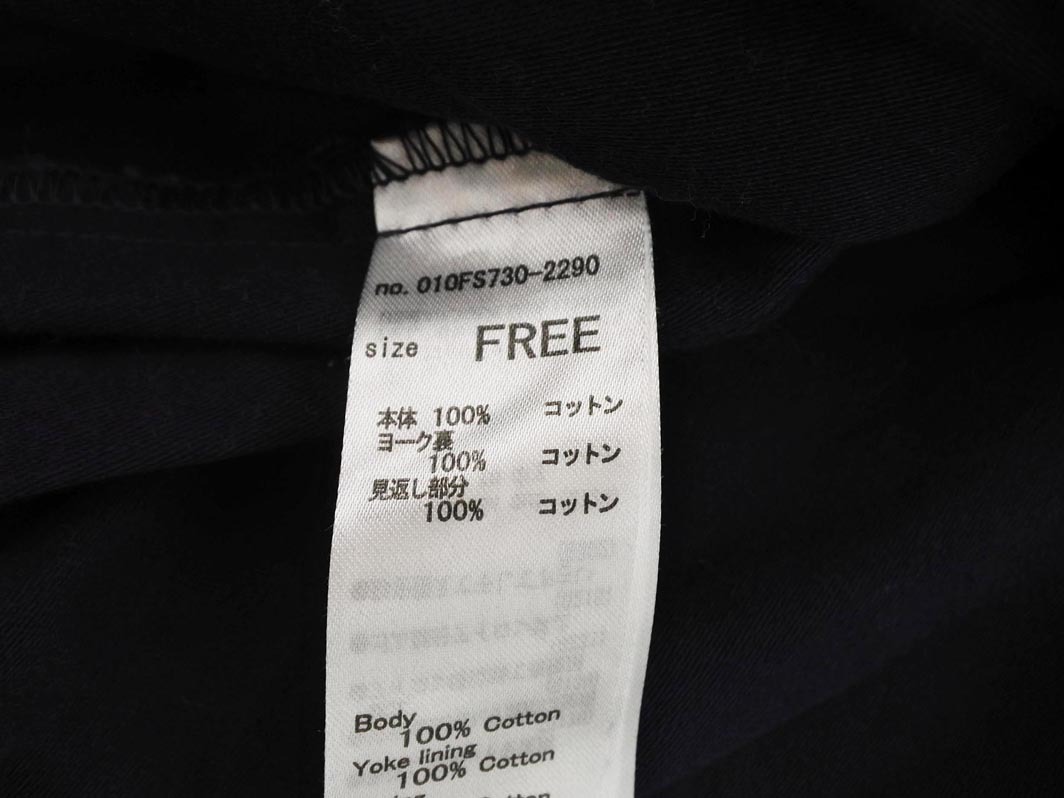 no. 010FS730-2290
size FREE
本体 100% コットン
ヨーク裏
100% コットン
見返し部分
100% コットン
Body
100% Cotton
Yoke lining
100% Cotton
Cotton